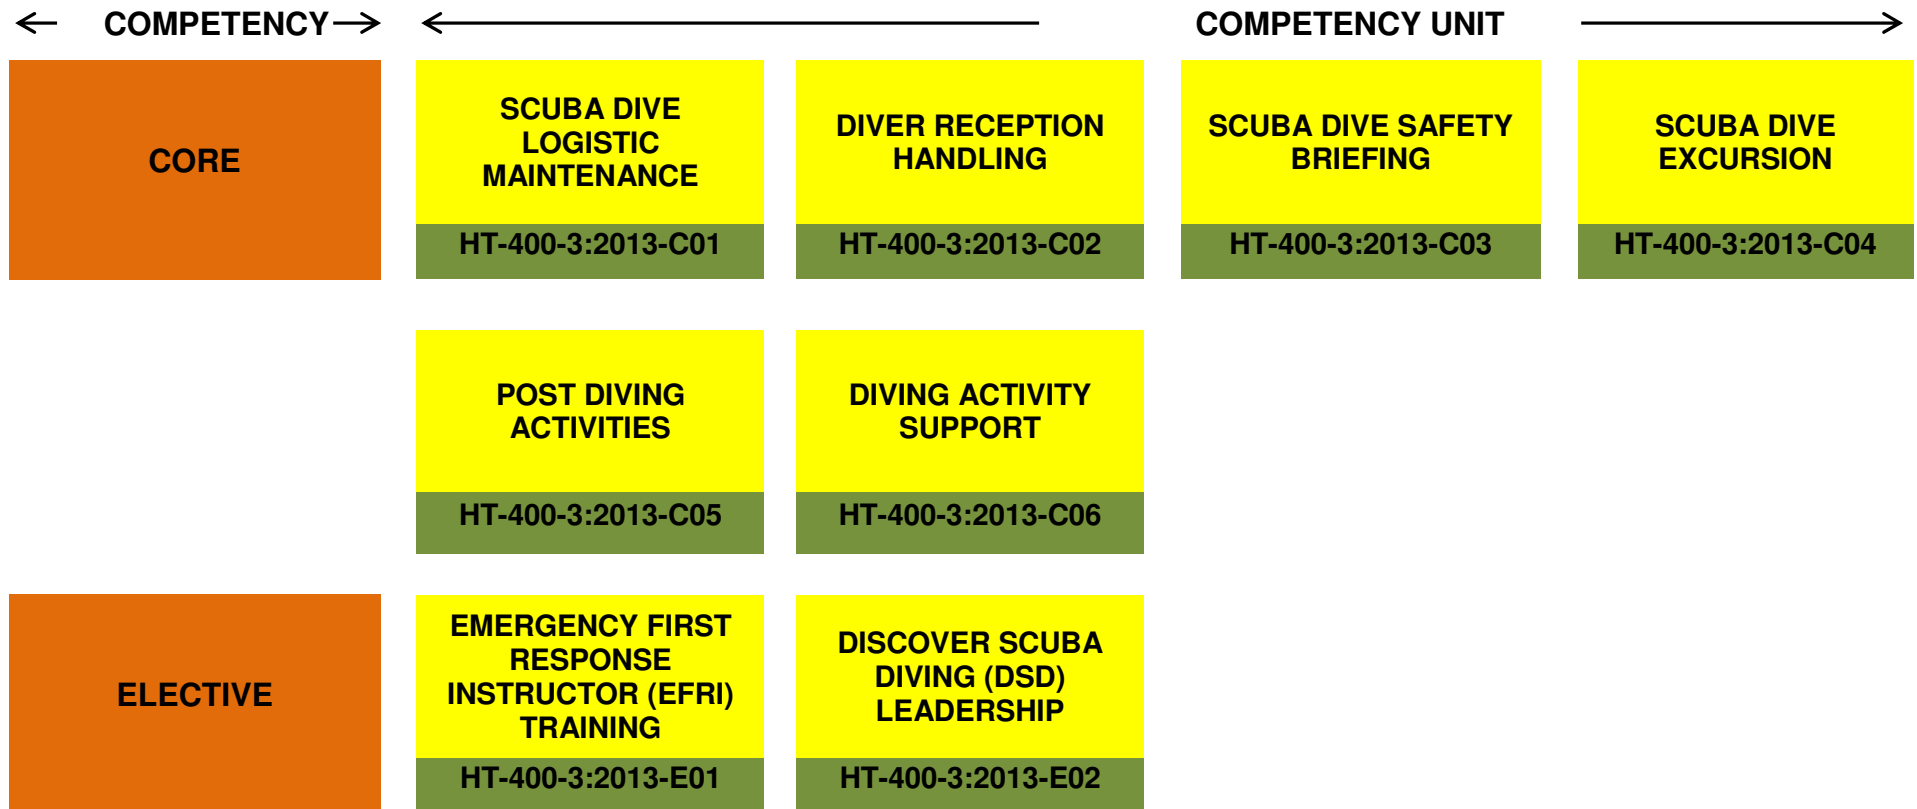 COMPETENCY
COMPETENCY UNIT
CORE
SCUBA DIVE
LOGISTIC
MAINTENANCE
HT-400-3:2013-C01
DIVER RECEPTION
HANDLING
HT-400-3:2013-C02
SCUBA DIVE SAFETY
BRIEFING
HT-400-3:2013-C03
SCUBA DIVE
EXCURSION
HT-400-3:2013-C04
POST DIVING
ACTIVITIES
HT-400-3:2013-C05
DIVING ACTIVITY
SUPPORT
HT-400-3:2013-C06
ELECTIVE
EMERGENCY FIRST
RESPONSE
INSTRUCTOR (EFRI)
TRAINING
HT-400-3:2013-E01
DISCOVER SCUBA
DIVING (DSD)
LEADERSHIP
HT-400-3:2013-E02